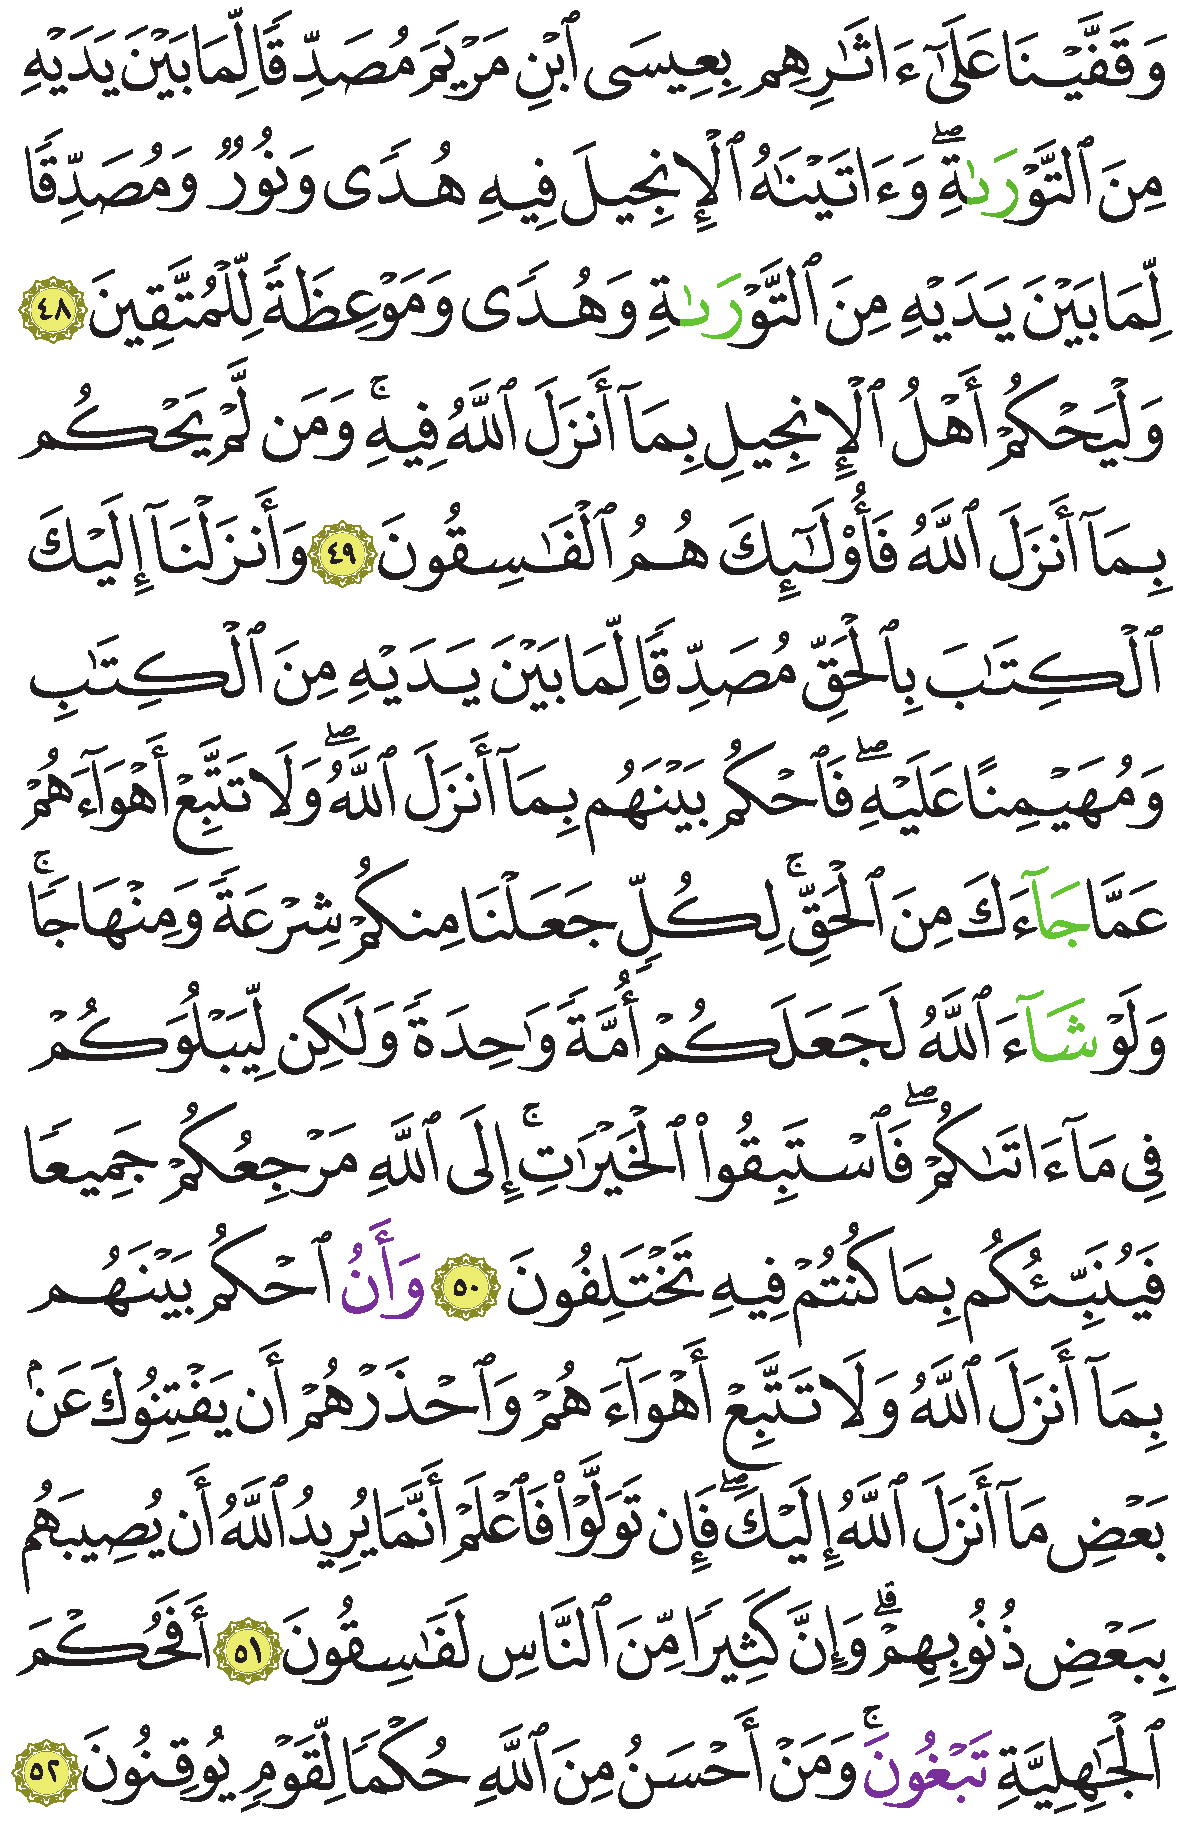 وَقَفَّيْنَا عَلَىٰٓ ءَاثَٰرِهِم بِعِيسَى ٱبْنِ مَرْيَمَ مُصَدِّقًا لِّمَا بَيْنَ يَدَيْهِ
مِنَ ٱلتَّوْرَىٰةِۖ وَءَاتَيْنَٰهُ ٱلْإِنجِيلَ فِيهِ هُدًى وَنُورٌ وَمُصَدِّقًا
لِّمَا بَيْنَ يَدَيْهِ مِنَ ٱلتَّوْرَىٰةِ وَهُدًى وَمَوْعِظَةً لِّلْمُتَّقِينَ ٤٨
وَلْيَحْكُمْ أَهْلُ ٱلْإِنجِيلِ بِمَآ أَنزَلَ ٱللَّهُ فِيهِۚ وَمَن لَّمْ يَحْكُم
بِمَآ أَنزَلَ ٱللَّهُ فَأُوْلَٰٓئِكَ هُمُ ٱلْفَٰسِقُونَ ٤٩ وَأَنزَلْنَآ إِلَيْكَ
ٱلْكِتَٰبَ بِٱلْحَقِّ مُصَدِّقًا لِّمَا بَيْنَ يَدَيْهِ مِنَ ٱلْكِتَٰبِ
وَمُهَيْمِنًا عَلَيْهِۖ فَٱحْكُم بَيْنَهُم بِمَآ أَنزَلَ ٱللَّهُۖ وَلَا تَتَّبِعْ أَهْوَآءَهُمْ
عَمَّا جَآءَكَ مِنَ ٱلْحَقِّۚ لِكُلٍّ جَعَلْنَا مِنكُمْ شِرْعَةً وَمِنْهَاجًاۚ
وَلَوْ شَآءَ ٱللَّهُ لَجَعَلَكُمْ أُمَّةً وَٰحِدَةً وَلَٰكِن لِّيَبْلُوَكُمْ
فِي مَآ ءَاتَىٰكُمْۖ فَٱسْتَبِقُوا۟ ٱلْخَيْرَٰتِۚ إِلَى ٱللَّهِ مَرْجِعُكُمْ جَمِيعًا
فَيُنَبِّئُكُم بِمَا كُنتُمْ فِيهِ تَخْتَلِفُونَ ٥٠ وَأَنُ ٱحْكُم بَيْنَهُم
بِمَآ أَنزَلَ ٱللَّهُ وَلَا تَتَّبِعْ أَهْوَآءَهُمْ وَٱحْذَرْهُمْ أَن يَفْتِنُوكَ عَنۢ
بَعْضِ مَآ أَنزَلَ ٱللَّهُ إِلَيْكَۖ فَإِن تَوَلَّوْا۟ فَٱعْلَمْ أَنَّمَا يُرِيدُ ٱللَّهُ أَن يُصِيبَهُم
بِبَعْضِ ذُنُوبِهِمْۗ وَإِنَّ كَثِيرًا مِّنَ ٱلنَّاسِ لَفَٰسِقُونَ ٥١ أَفَحُكْمَ
ٱلْجَٰهِلِيَّةِ تَبْغُونَۚ وَمَنْ أَحْسَنُ مِنَ ٱللَّهِ حُكْمًا لِّقَوْمٍ يُوقِنُونَ ٥٢